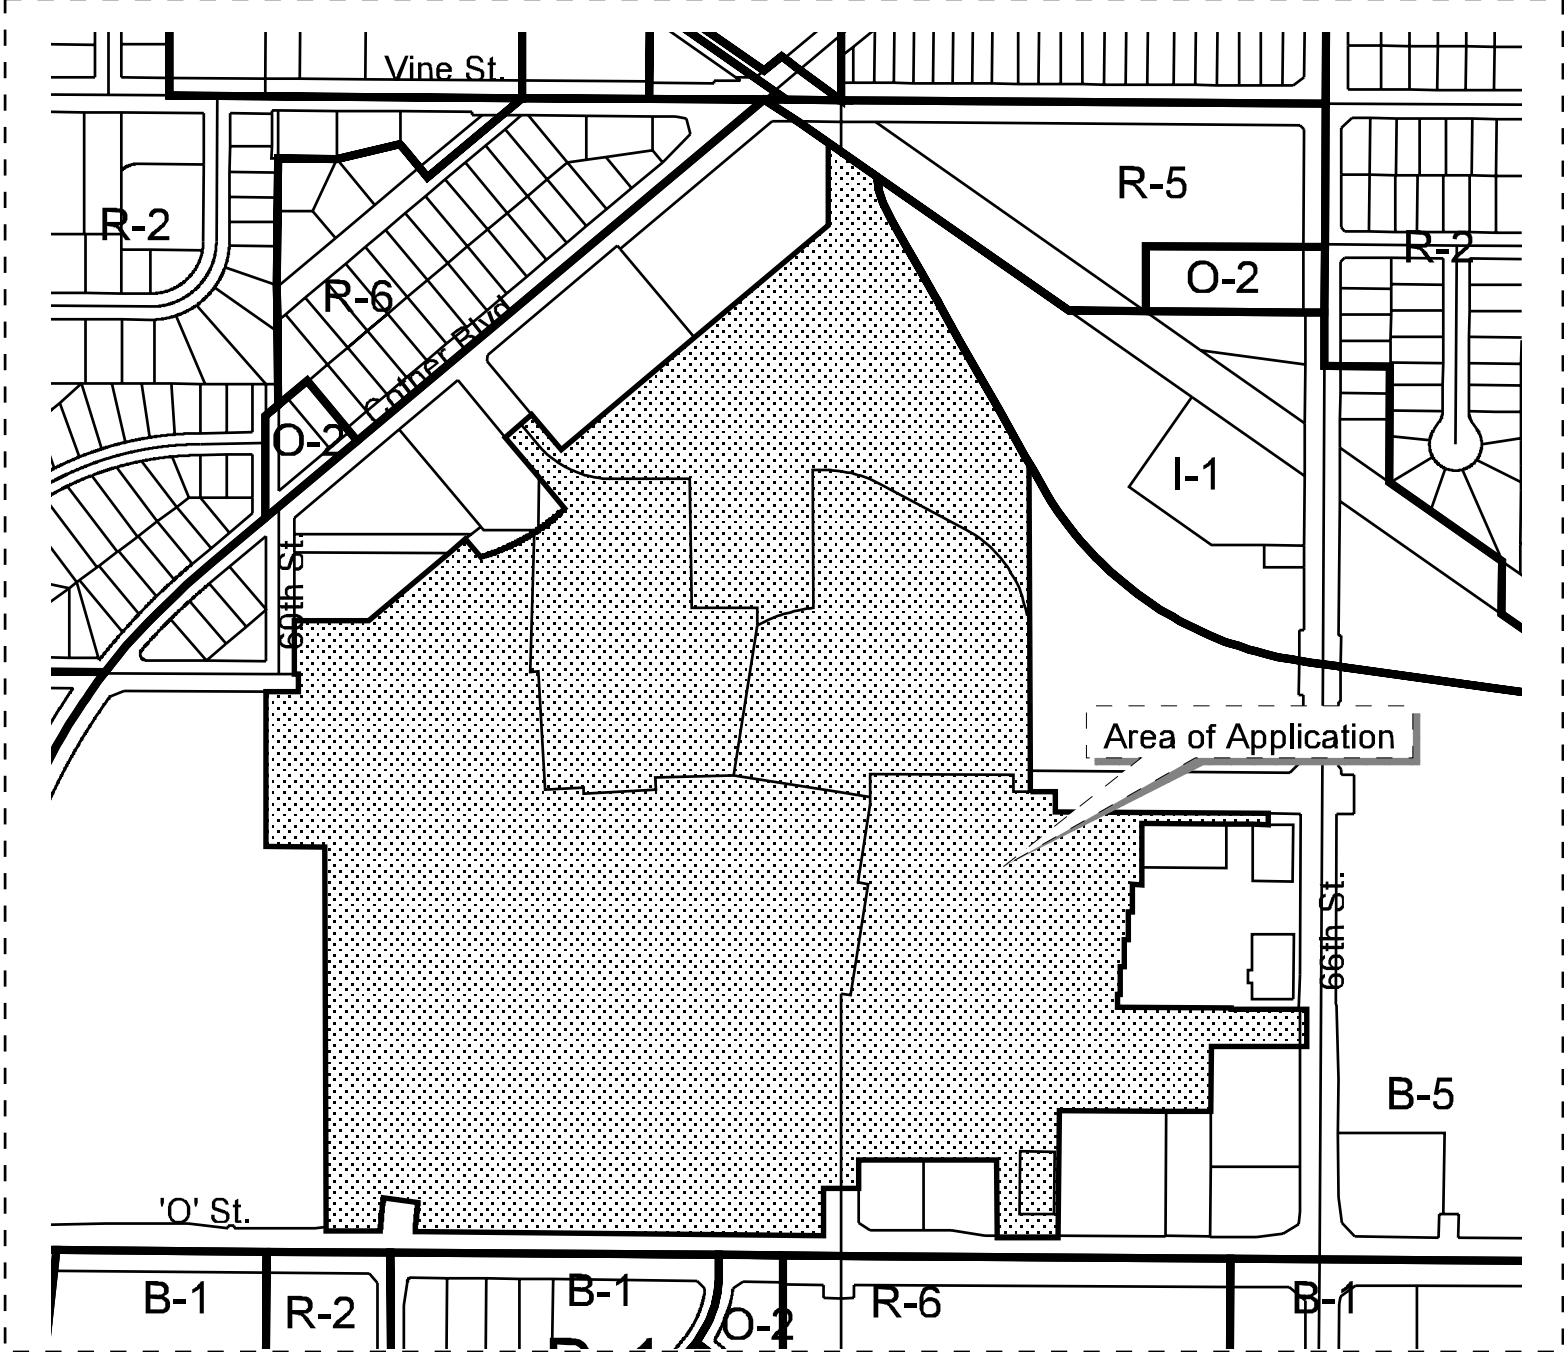 Vine St.
R-5
R-2
R-2
O-2
R-6
Cotner Blvd
O-2
I-1
60th St.
Area of Application
66th St.
B-5
'O' St.
B-1
R-2
B-1
O-2
R-6
B-1